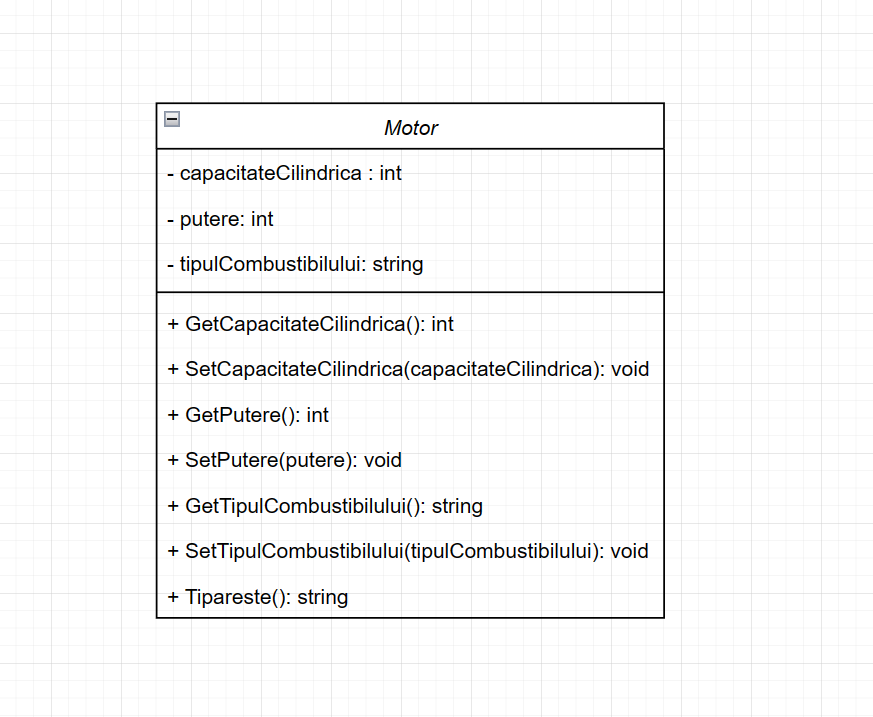 Motor
- capacitateCilindrica : int
- putere: int
- tipulCombustibilului: string
+ GetCapacitateCilindrica(): int
+ SetCapacitateCilindrica(capacitateCilindrica): void
+ GetPutere(): int
+ SetPutere(putere): void
+ GetTipulCombustibilului(): string
+ SetTipulCombustibilului(tipulCombustibilului): void
+ Tipareste(): string